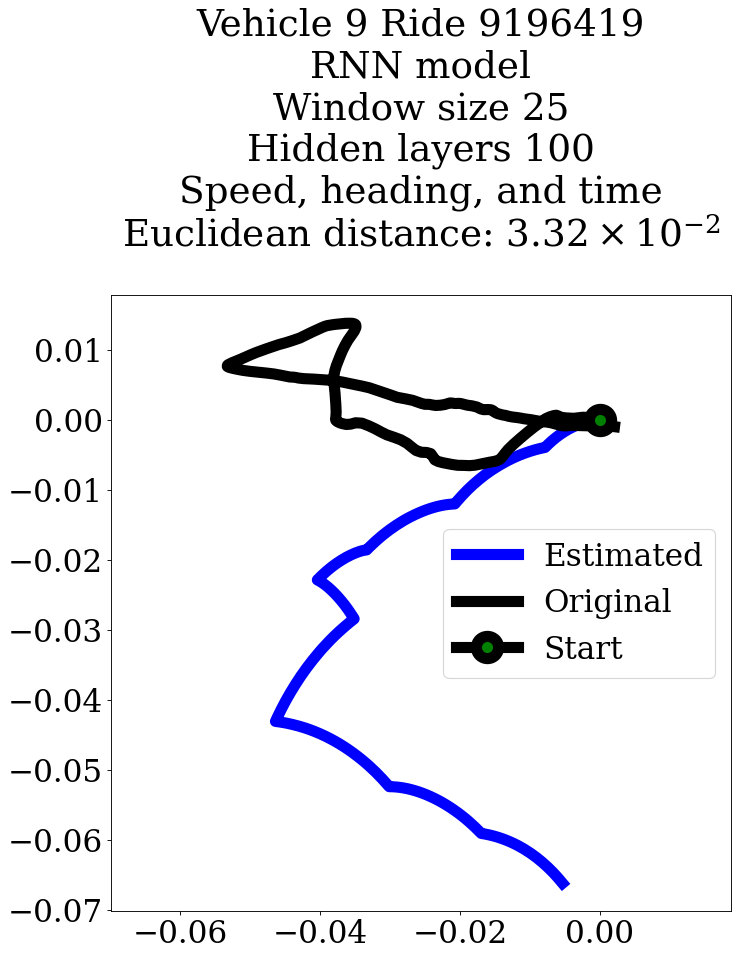 Vehicle 9 Ride 9196419
RNN model
Window size 25
Hidden layers 100
Speed, heading, and time
Euclidean distance: 3.32 × 10⁻²
0.01
0.00
−0.01
−0.02
−0.03
−0.04
−0.05
−0.06
−0.07
Estimated
Original
Start
−0.06 −0.04 −0.02 0.00